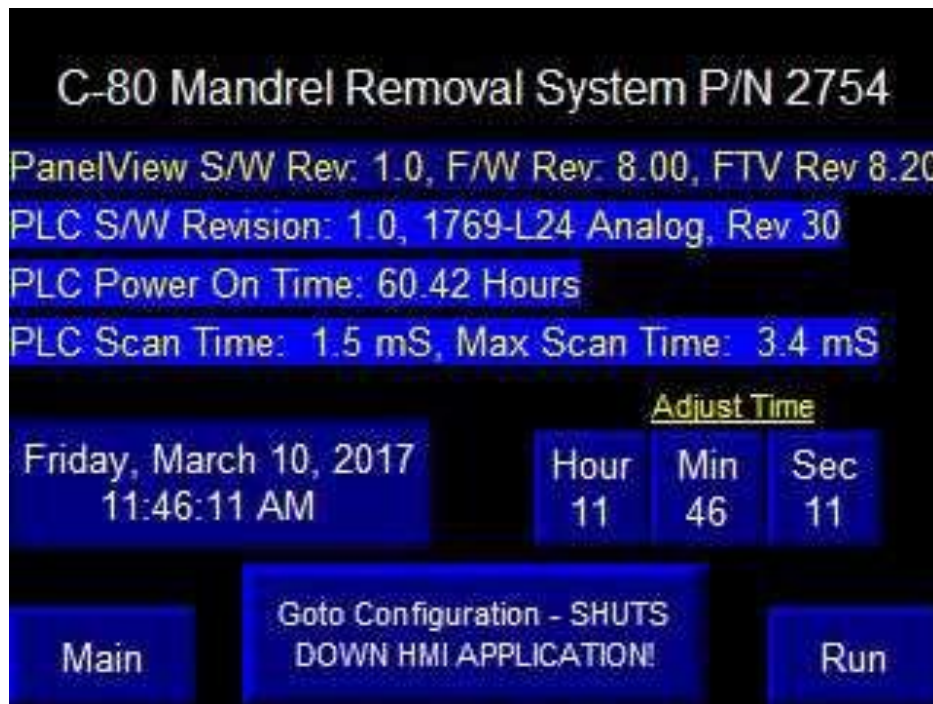 C-80 Mandrel Removal System P/N 2754
PanelView S/W Rev: 1.0, F/W Rev: 8.00, FTV Rev 8.20
PLC S/W Revision: 1.0, 1769-L24 Analog, Rev 30
PLC Power On Time: 60.42 Hours
PLC Scan Time: 1.5 mS, Max Scan Time: 3.4 mS
Adjust Time
Friday, March 10, 2017
11:46:11 AM
Hour Min Sec
11 46 11
Goto Configuration - SHUTS
DOWN HMI APPLICATION!
Main
Run